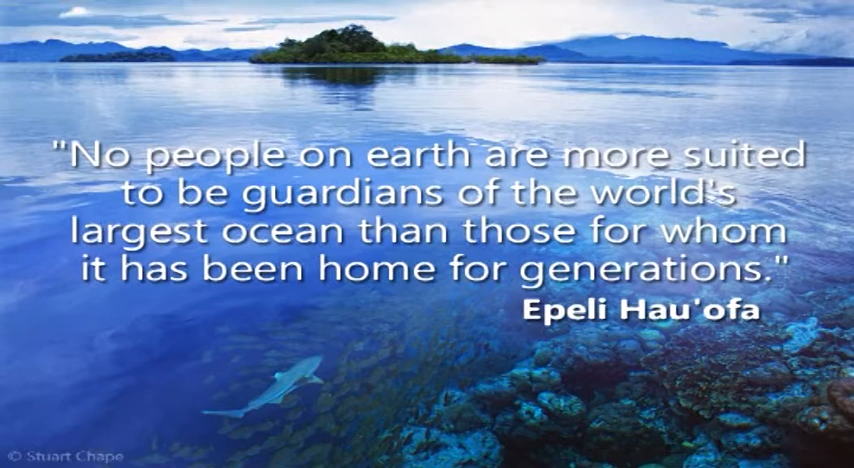 "No people on earth are more suited
to be guardians of the world's
largest ocean than those for whom
it has been home for generations."
Epeli Hau'ofa
© Stuart Chape